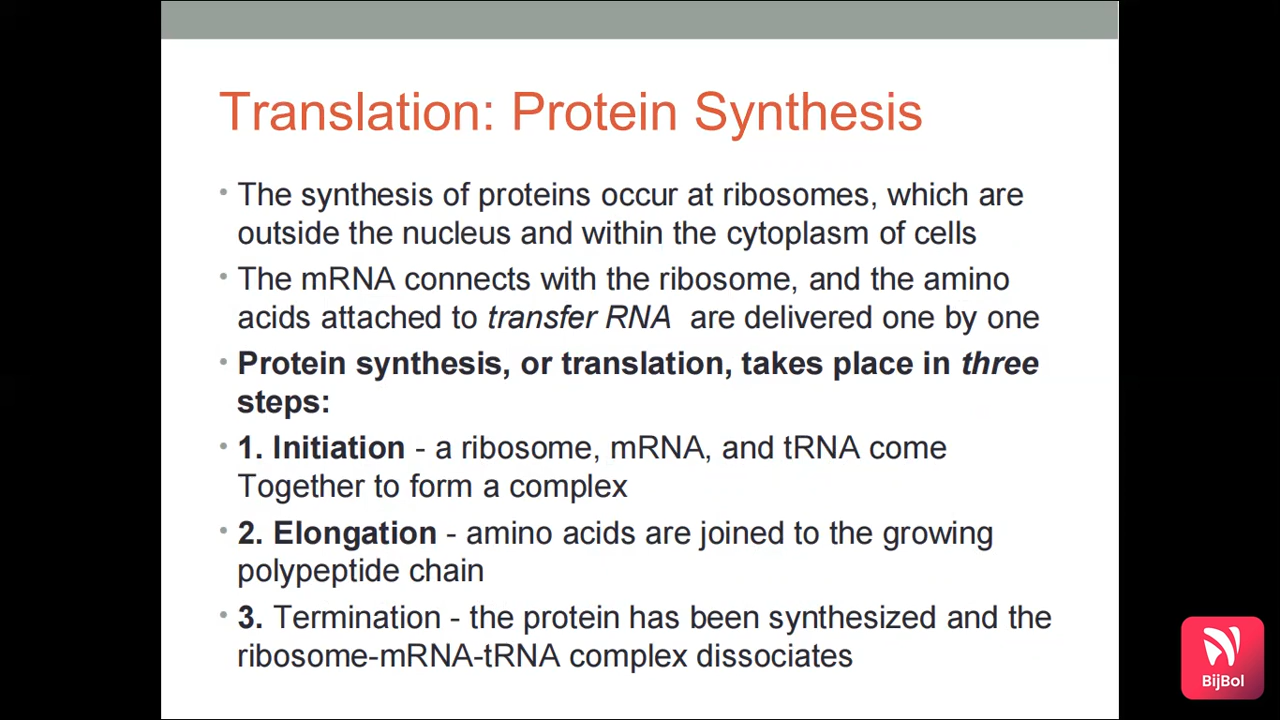 Translation: Protein Synthesis
• The synthesis of proteins occur at ribosomes, which are
outside the nucleus and within the cytoplasm of cells
• The mRNA connects with the ribosome, and the amino
acids attached to transfer RNA are delivered one by one
• Protein synthesis, or translation, takes place in three
steps:
• 1. Initiation - a ribosome, mRNA, and tRNA come
Together to form a complex
• 2. Elongation - amino acids are joined to the growing
polypeptide chain
• 3. Termination - the protein has been synthesized and the
ribosome-mRNA-tRNA complex dissociates
BijBol